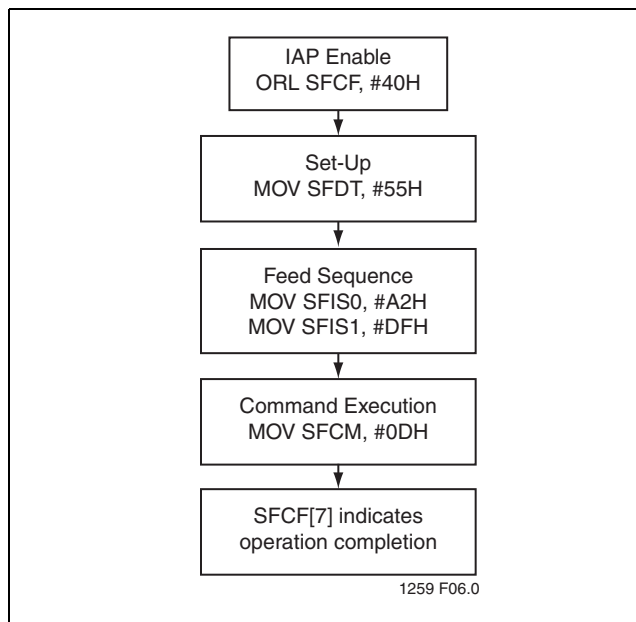 IAP Enable
ORL SFCF, #40H
Set-Up
MOV SFDT, #55H
Feed Sequence
MOV SFIS0, #A2H
MOV SFIS1, #DFH
Command Execution
MOV SFCM, #0DH
SFCF[7] indicates
operation completion
1259 F06.0